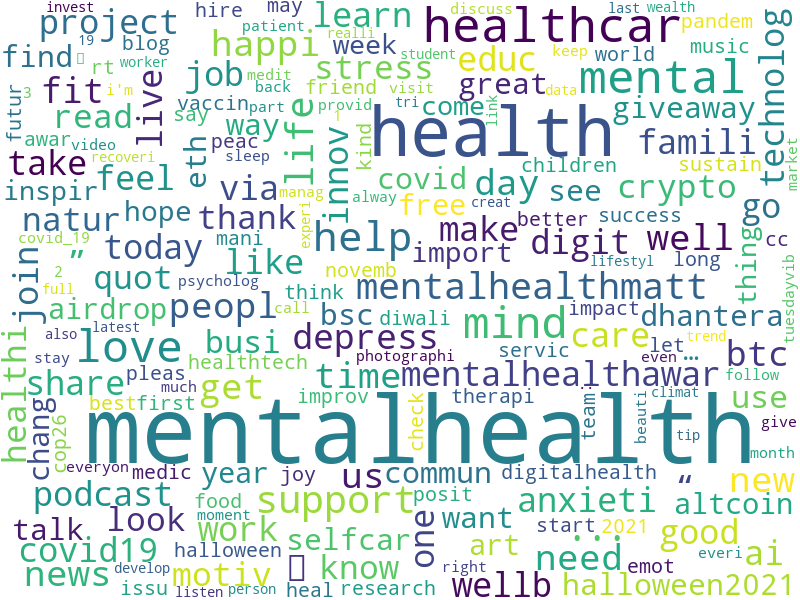 invest
project
hire
may
learn
healthcar
discuss
last
wealth
pandem
technolog
find
19
blog
patient
realli
happi
week
educ
student
keep
world
music
worker
rt
job
stress
great
mental
futur
3
fit
i'm
live
medit
back
friend
visit
data
read
vaccin
part
provid
tri
come
link
giveaway
say
way
life
1
health
famili
awar
video
eth
peac
innov
kind
take
recoveri
sleep
children
sustain
market
inspir
feel
via
manag
covid
day
see
crypto
natur
hope
thank
experi
alway
free
creat
better
success
go
covid_19
today
mani
help
make
import
digit
well
cc
join
”
2
quot
like
novemb
lifestyl
long
thing
full
psycholog
think
mentalhealthmatt
tuesdayvib
airdrop
peopl
call
bsc
diwali
mind
impact
dhantera
healthi
also
latest
love
busi
depress
care
let
trend
stay
healthtech
photographi
servic
even
…
btc
share
pleas
get
time
mentalhealthawar
follow
much
use
chang
best
first
improv
check
therapi
team
beauti
climat
cop26
mentalhealth
tip
give
month
everyon
medic
year
joy
us
commun
digitalhealth
“
new
podcast
food
support
posit
anxieti
altcoin
talk
look
moment
work
selfcar
one
want
start
2021
good
covid19
halloween
art
...
need
everi
ai
news
develop
motiv
know
right
emot
issu
listen
person
heal
research
wellb
halloween2021